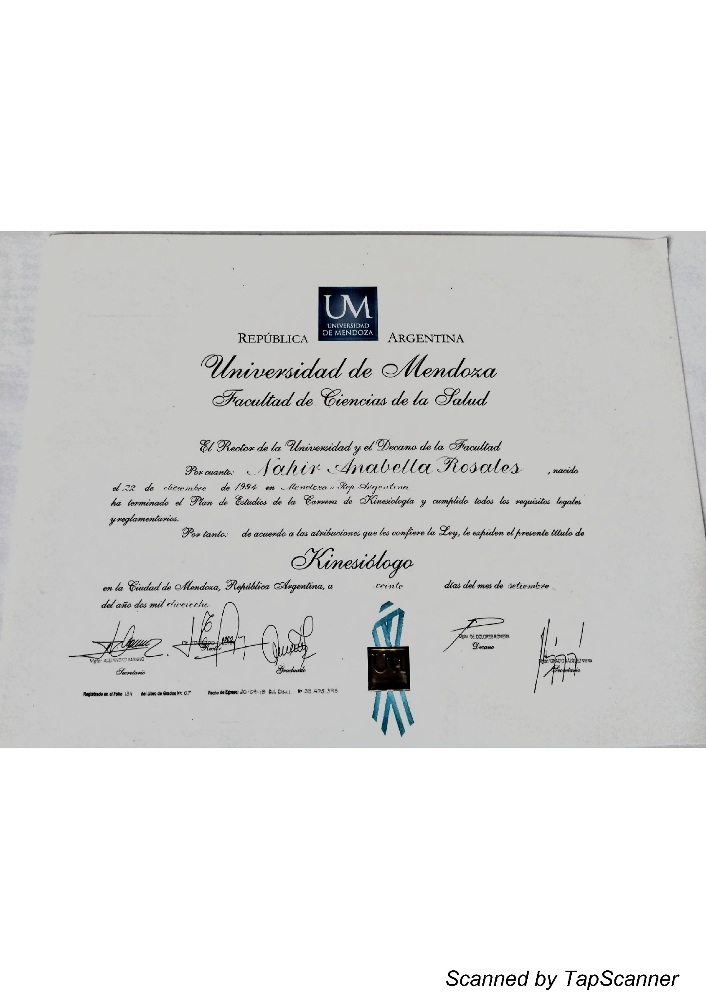 UM
UNIVERSIDAD
DE MENDOZA
REPÚBLICA ARGENTINA
Universidad de Mendoza
Facultad de Ciencias de la Salud
El Rector de la Universidad y el Decano de la Facultad
Por cuanto: Nahir Anabella Rosales , nacido
el 22 de diciembre de 1994 en Mendoza - Rep. Argentina
ha terminado el Plan de Estudios de la Carrera de Kinesiología y cumplido todos los requisitos legales
y reglamentarios.
Por tanto: de acuerdo a las atribuciones que les confiere la Ley, le expiden el presente título de
Kinesiólogo
en la Ciudad de Mendoza, República Argentina, a veinte días del mes de setiembre
del año dos mil dieciocho
Mgter. ALEJANDRO MANNO
Secretario
Rector
Graduado
UM
Mgter. Od. DOLORES ROMERA
Decano
Mgter. IGNACIO VÁZQUEZ VIERA
Secretario
Registrado en el Folio 134 del Libro de Grados Nº: 07 Fecha de Egreso: 20-09-18 D.I. D.N.I. Nº 38.475.398
Scanned by TapScanner